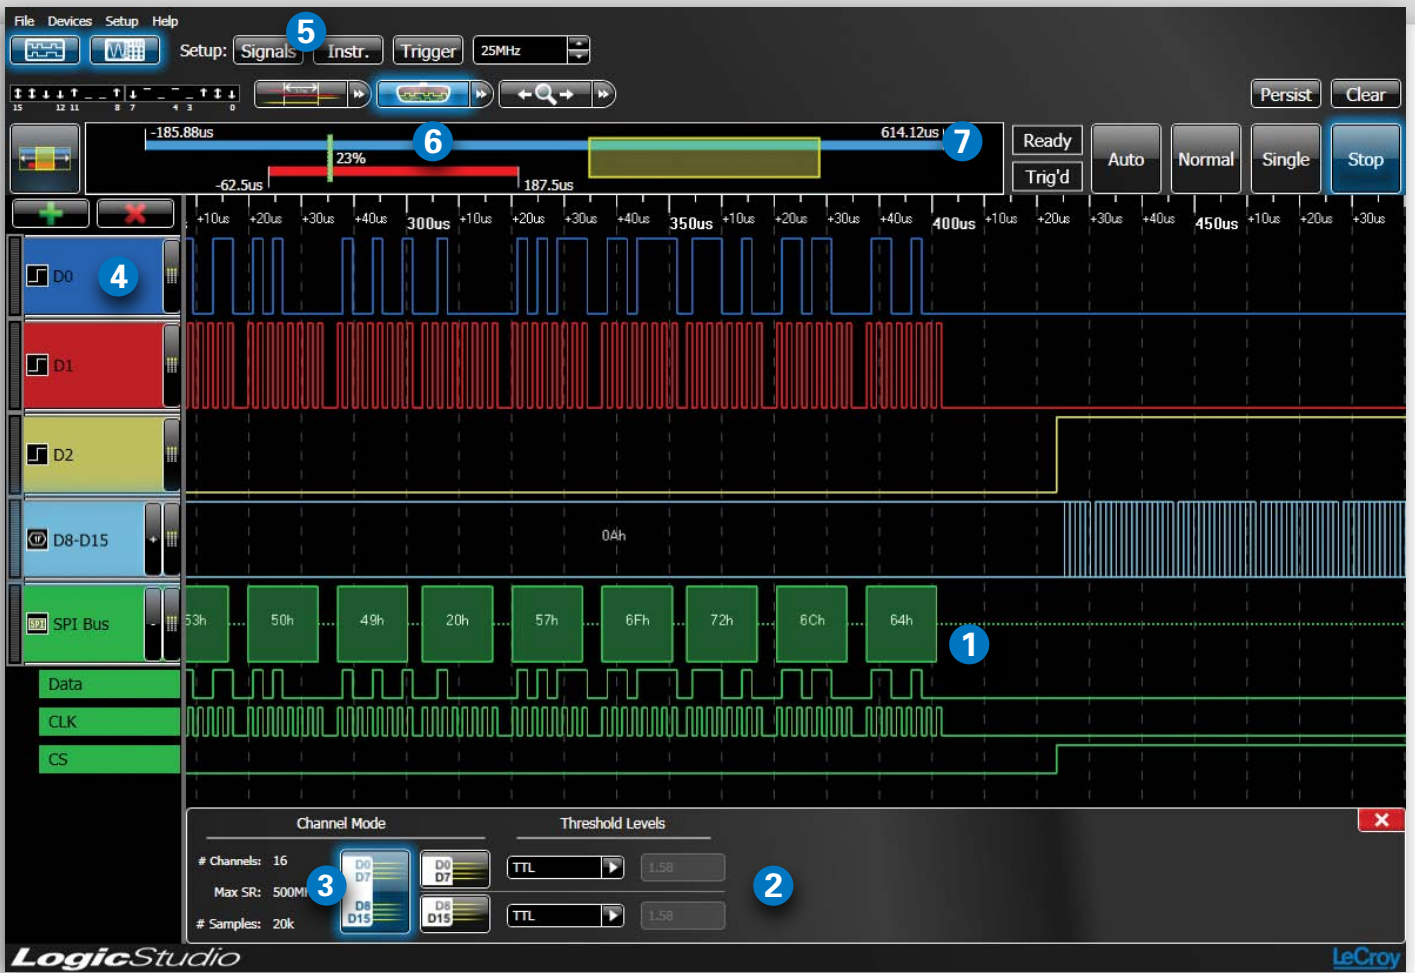 File Devices Setup Help
5
Setup: Signals Instr. Trigger 25MHz
15 12 11 8 7 4 3 0
Persist Clear
-185.88us 6 614.12us 7
23%
-62.5us 187.5us
Ready
Trig'd
Auto Normal Single Stop
+10us +20us +30us +40us 300us +10us +20us +30us +40us 350us +10us +20us +30us +40us 400us +10us +20us +30us +40us 450us +10us +20us +30us
D0 4
D1
D2
D8-D15 + 0Ah
SPI SPI Bus - 53h 50h 49h 20h 57h 6Fh 72h 6Ch 64h
1
Data
CLK
CS
Channel Mode Threshold Levels
# Channels: 16
Max SR: 500M
# Samples: 20k
3
D0
D7
D8
D15
D0
D7
D8
D15
TTL 1.58
TTL 1.58
2
LogicStudio LeCroy